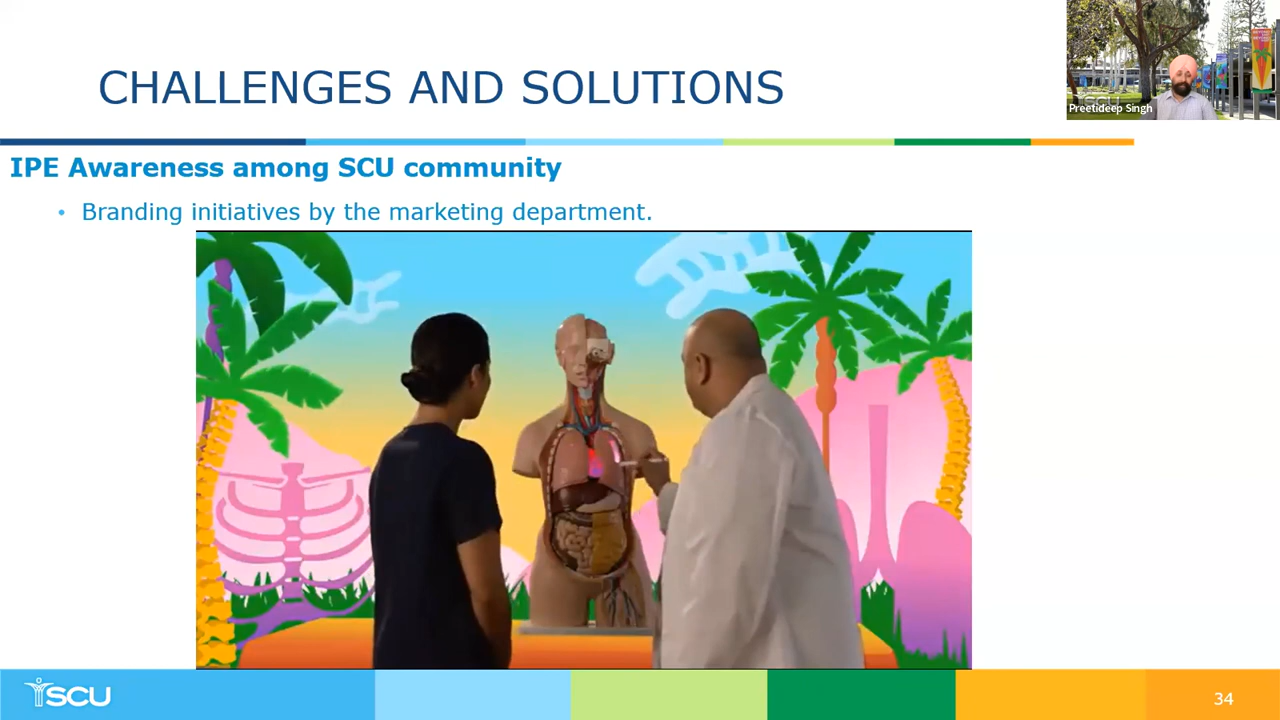 CHALLENGES AND SOLUTIONS
Preetideep Singh
IPE Awareness among SCU community
• Branding initiatives by the marketing department.
SCU
34